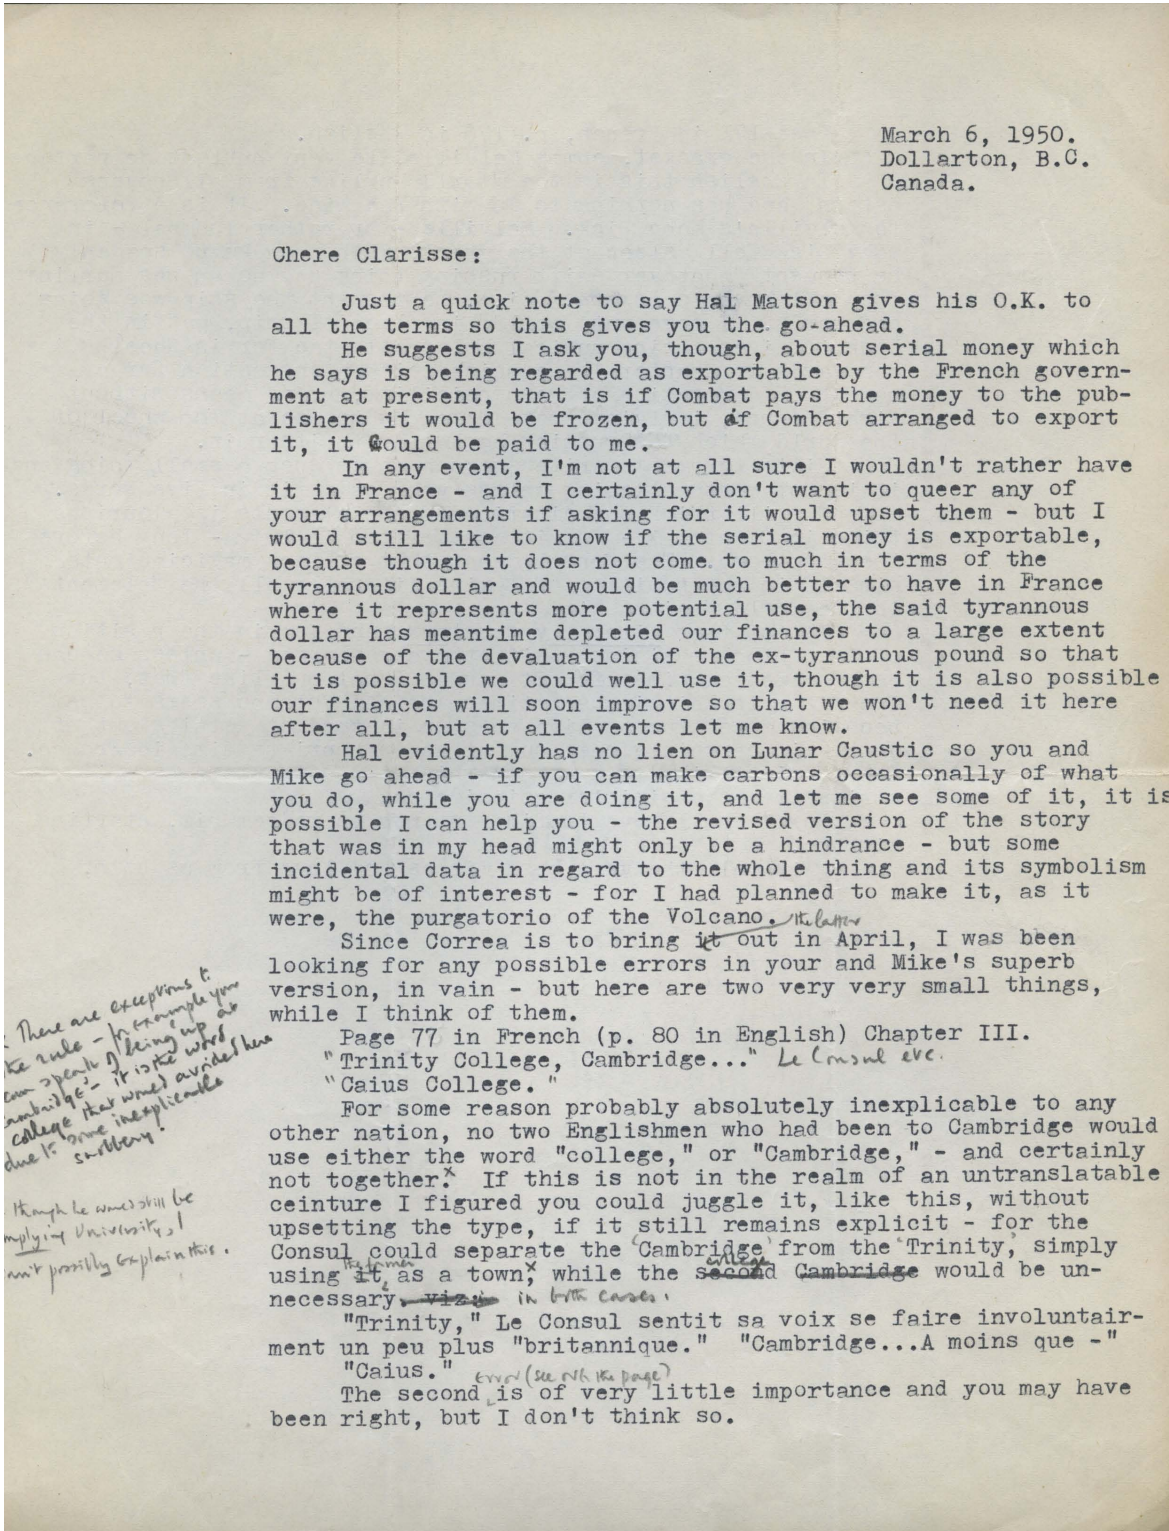 March 6, 1950.
Dollarton, B.C.
Canada.
Chere Clarisse:
Just a quick note to say Hal Matson gives his O.K. to
all the terms so this gives you the go-ahead.
He suggests I ask you, though, about serial money which
he says is being regarded as exportable by the French govern-
ment at present, that is if Combat pays the money to the pub-
lishers it would be frozen, but if Combat arranged to export
it, it Could be paid to me.
In any event, I'm not at all sure I wouldn't rather have
it in France - and I certainly don't want to queer any of
your arrangements if asking for it would upset them - but I
would still like to know if the serial money is exportable,
because though it does not come to much in terms of the
tyrannous dollar and would be much better to have in France
where it represents more potential use, the said tyrannous
dollar has meantime depleted our finances to a large extent
because of the devaluation of the ex-tyrannous pound so that
it is possible we could well use it, though it is also possible
our finances will soon improve so that we won't need it here
after all, but at all events let me know.
Hal evidently has no lien on Lunar Caustic so you and
Mike go ahead - if you can make carbons occasionally of what
you do, while you are doing it, and let me see some of it, it is
possible I can help you - the revised version of the story
that was in my head might only be a hindrance - but some
incidental data in regard to the whole thing and its symbolism
might be of interest - for I had planned to make it, as it
were, the purgatorio of the Volcano.
the latter
Since Correa is to bring it out in April, I was been
looking for any possible errors in your and Mike's superb
version, in vain - but here are two very very small things,
while I think of them.
Page 77 in French (p. 80 in English) Chapter III.
"Trinity College, Cambridge..." Le Consul etc.
"Caius College. "
For some reason probably absolutely inexplicable to any
other nation, no two Englishmen who had been to Cambridge would
use either the word "college," or "Cambridge," - and certainly
not together.x If this is not in the realm of an untranslatable
ceinture I figured you could juggle it, like this, without
upsetting the type, if it still remains explicit - for the
Consul could separate the 'Cambridge' from the 'Trinity,' simply
the former college
using it, as a town,x while the second Cambridge would be un-
necessary, viz: in both cases.
"Trinity," Le Consul sentit sa voix se faire involuntair-
ment un peu plus "britannique." "Cambridge...A moins que -"
"Caius."
error (see over the page)
The second is of very little importance and you may have
been right, but I don't think so.
There are exceptions to
the rule - for example you
can speak of 'being up at
Cambridge' - it is the word
college that would avoided here
due to some inexplicable
snobbery!
though he would still be
implying University,!
can't possibly explain this.